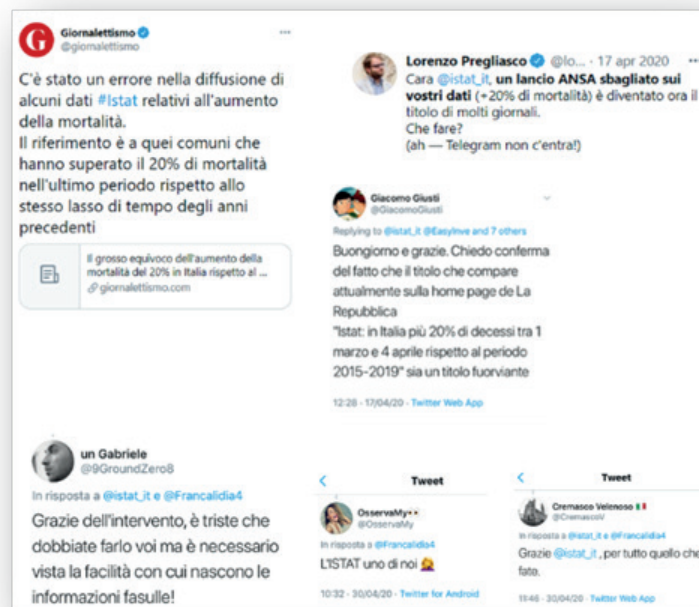 Giornalettismo
@giornalettismo
C'è stato un errore nella diffusione di
alcuni dati #Istat relativi all'aumento
della mortalità.
Il riferimento è a quei comuni che
hanno superato il 20% di mortalità
nell'ultimo periodo rispetto allo
stesso lasso di tempo degli anni
precedenti
Il grosso equivoco dell'aumento della
mortalità del 20% in Italia rispetto al ...
giornalettismo.com
Lorenzo Pregliasco @lo... · 17 apr 2020
Cara @istat_it, un lancio ANSA sbagliato sui
vostri dati (+20% di mortalità) è diventato ora il
titolo di molti giornali.
Che fare?
(ah — Telegram non c'entra!)
Giacomo Giusti
@GiacomoGiusti
Replying to @istat_it @EasyInve and 7 others
Buongiorno e grazie. Chiedo conferma
del fatto che il titolo che compare
attualmente sulla home page de La
Repubblica
"Istat: in Italia più 20% di decessi tra 1
marzo e 4 aprile rispetto al periodo
2015-2019" sia un titolo fuorviante
12:28 · 17/04/20 · Twitter Web App
un Gabriele
@9GroundZero8
In risposta a @istat_it e @Francalidia4
Grazie dell'intervento, è triste che
dobbiate farlo voi ma è necessario
vista la facilità con cui nascono le
informazioni fasulle!
Tweet
OsservaMy
@OsservaMy
In risposta a @Francalidia4
L'ISTAT uno di noi
10:32 · 30/04/20 · Twitter for Android
Tweet
Cremasco Velenoso
@CremascoV
In risposta a @istat_it e @Francalidia4
Grazie @istat_it , per tutto quello che
fate.
11:46 · 30/04/20 · Twitter Web App